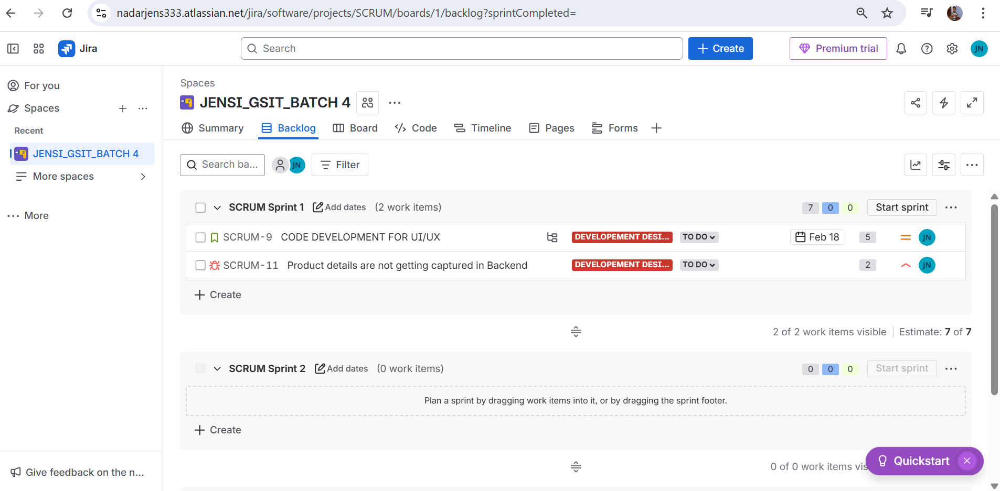 nadarjens333.atlassian.net/jira/software/projects/SCRUM/boards/1/backlog?sprintCompleted=
Jira
Search
Create
Premium trial
JN
For you
Spaces
Recent
JENSI_GSIT_BATCH 4
More spaces
More
Give feedback on the n...
Spaces
JENSI_GSIT_BATCH 4
Summary
Backlog
Board
Code
Timeline
Pages
Forms
Search ba...
JN
Filter
SCRUM Sprint 1 Add dates (2 work items) 7 0 0 Start sprint
SCRUM-9 CODE DEVELOPMENT FOR UI/UX DEVELOPEMENT DESI... TO DO Feb 18 5 JN
SCRUM-11 Product details are not getting captured in Backend DEVELOPEMENT DESI... TO DO 2 JN
Create
2 of 2 work items visible Estimate: 7 of 7
SCRUM Sprint 2 Add dates (0 work items) 0 0 0 Start sprint
Plan a sprint by dragging work items into it, or by dragging the sprint footer.
Create
0 of 0 work items vis
Quickstart